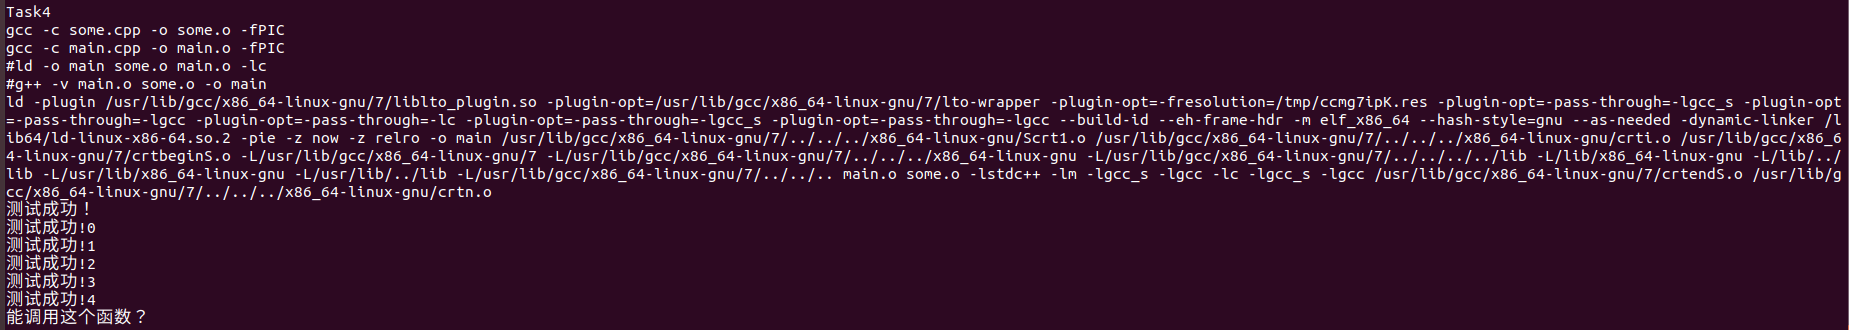 Task4
gcc -c some.cpp -o some.o -fPIC
gcc -c main.cpp -o main.o -fPIC
#ld -o main some.o main.o -lc
#g++ -v main.o some.o -o main
ld -plugin /usr/lib/gcc/x86_64-linux-gnu/7/liblto_plugin.so -plugin-opt=/usr/lib/gcc/x86_64-linux-gnu/7/lto-wrapper -plugin-opt=-fresolution=/tmp/ccmg7ipK.res -plugin-opt=-pass-through=-lgcc_s -plugin-opt
=-pass-through=-lgcc -plugin-opt=-pass-through=-lc -plugin-opt=-pass-through=-lgcc_s -plugin-opt=-pass-through=-lgcc --build-id --eh-frame-hdr -m elf_x86_64 --hash-style=gnu --as-needed -dynamic-linker /l
ib64/ld-linux-x86-64.so.2 -pie -z now -z relro -o main /usr/lib/gcc/x86_64-linux-gnu/7/../../../x86_64-linux-gnu/Scrt1.o /usr/lib/gcc/x86_64-linux-gnu/7/../../../x86_64-linux-gnu/crti.o /usr/lib/gcc/x86_6
4-linux-gnu/7/crtbeginS.o -L/usr/lib/gcc/x86_64-linux-gnu/7 -L/usr/lib/gcc/x86_64-linux-gnu/7/../../../x86_64-linux-gnu -L/usr/lib/gcc/x86_64-linux-gnu/7/../../../../lib -L/lib/x86_64-linux-gnu -L/lib/../
lib -L/usr/lib/x86_64-linux-gnu -L/usr/lib/../lib -L/usr/lib/gcc/x86_64-linux-gnu/7/../../.. main.o some.o -lstdc++ -lm -lgcc_s -lgcc -lc -lgcc_s -lgcc /usr/lib/gcc/x86_64-linux-gnu/7/crtendS.o /usr/lib/g
cc/x86_64-linux-gnu/7/../../../x86_64-linux-gnu/crtn.o
测试成功！
测试成功!0
测试成功!1
测试成功!2
测试成功!3
测试成功!4
能调用这个函数？